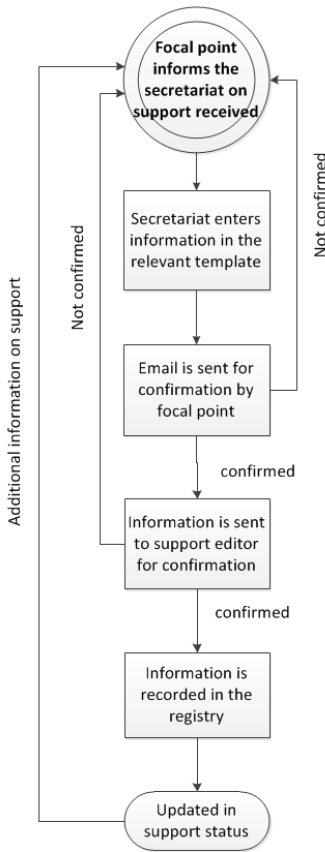 Focal point
informs the
secretariat on
support received
Secretariat enters
information in the
relevant template
Not confirmed
Not confirmed
Email is sent for
confirmation by
focal point
Additional information on support
confirmed
Information is sent
to support editor
for confirmation
confirmed
Information is
recorded in the
registry
Updated in
support status